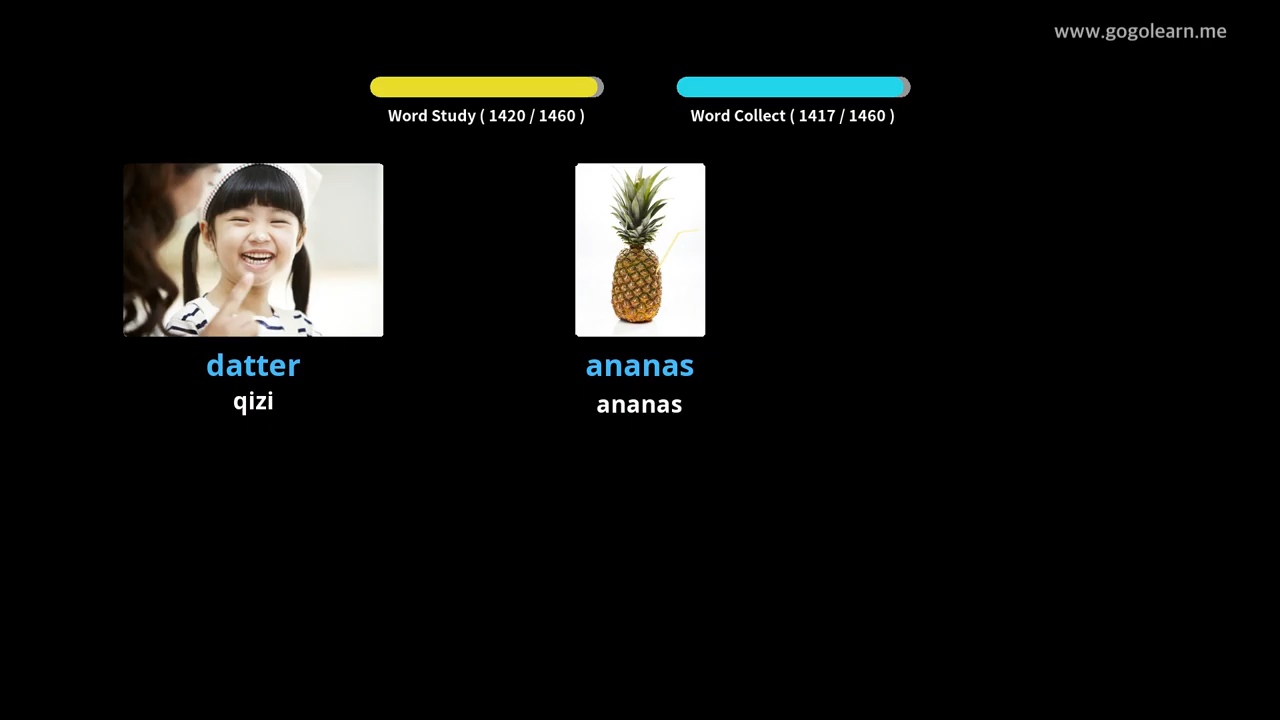 www.gogolearn.me
Word Study ( 1420 / 1460 )
Word Collect ( 1417 / 1460 )
datter
ananas
qizi
ananas